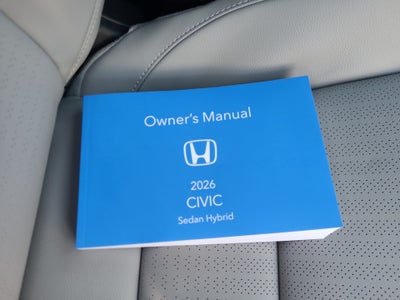 Owner's Manual
2026
CIVIC
Sedan Hybrid